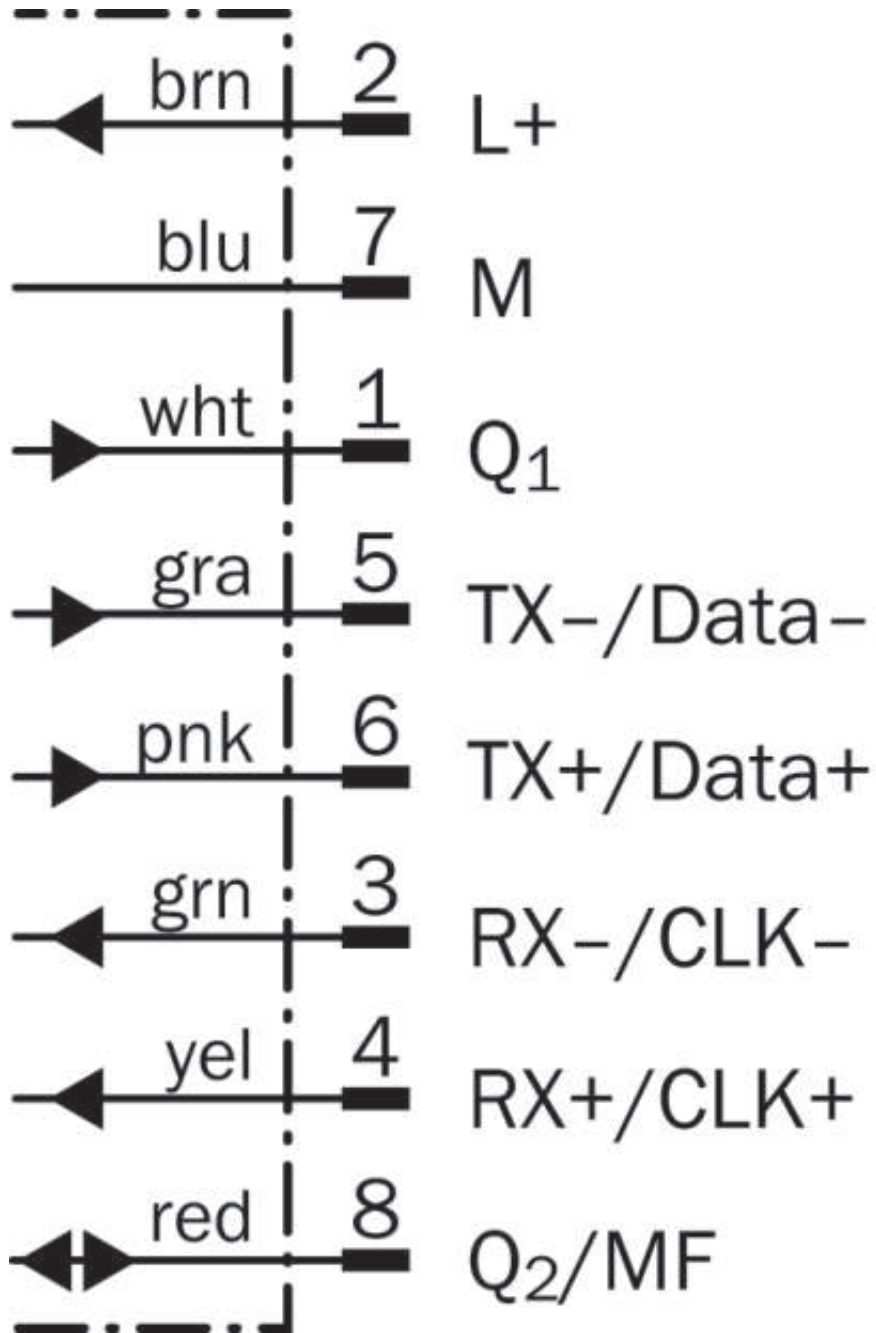 brn 2 L+
blu 7 M
wht 1 Q₁
gra 5 TX–/Data–
pnk 6 TX+/Data+
grn 3 RX–/CLK–
yel 4 RX+/CLK+
red 8 Q₂/MF